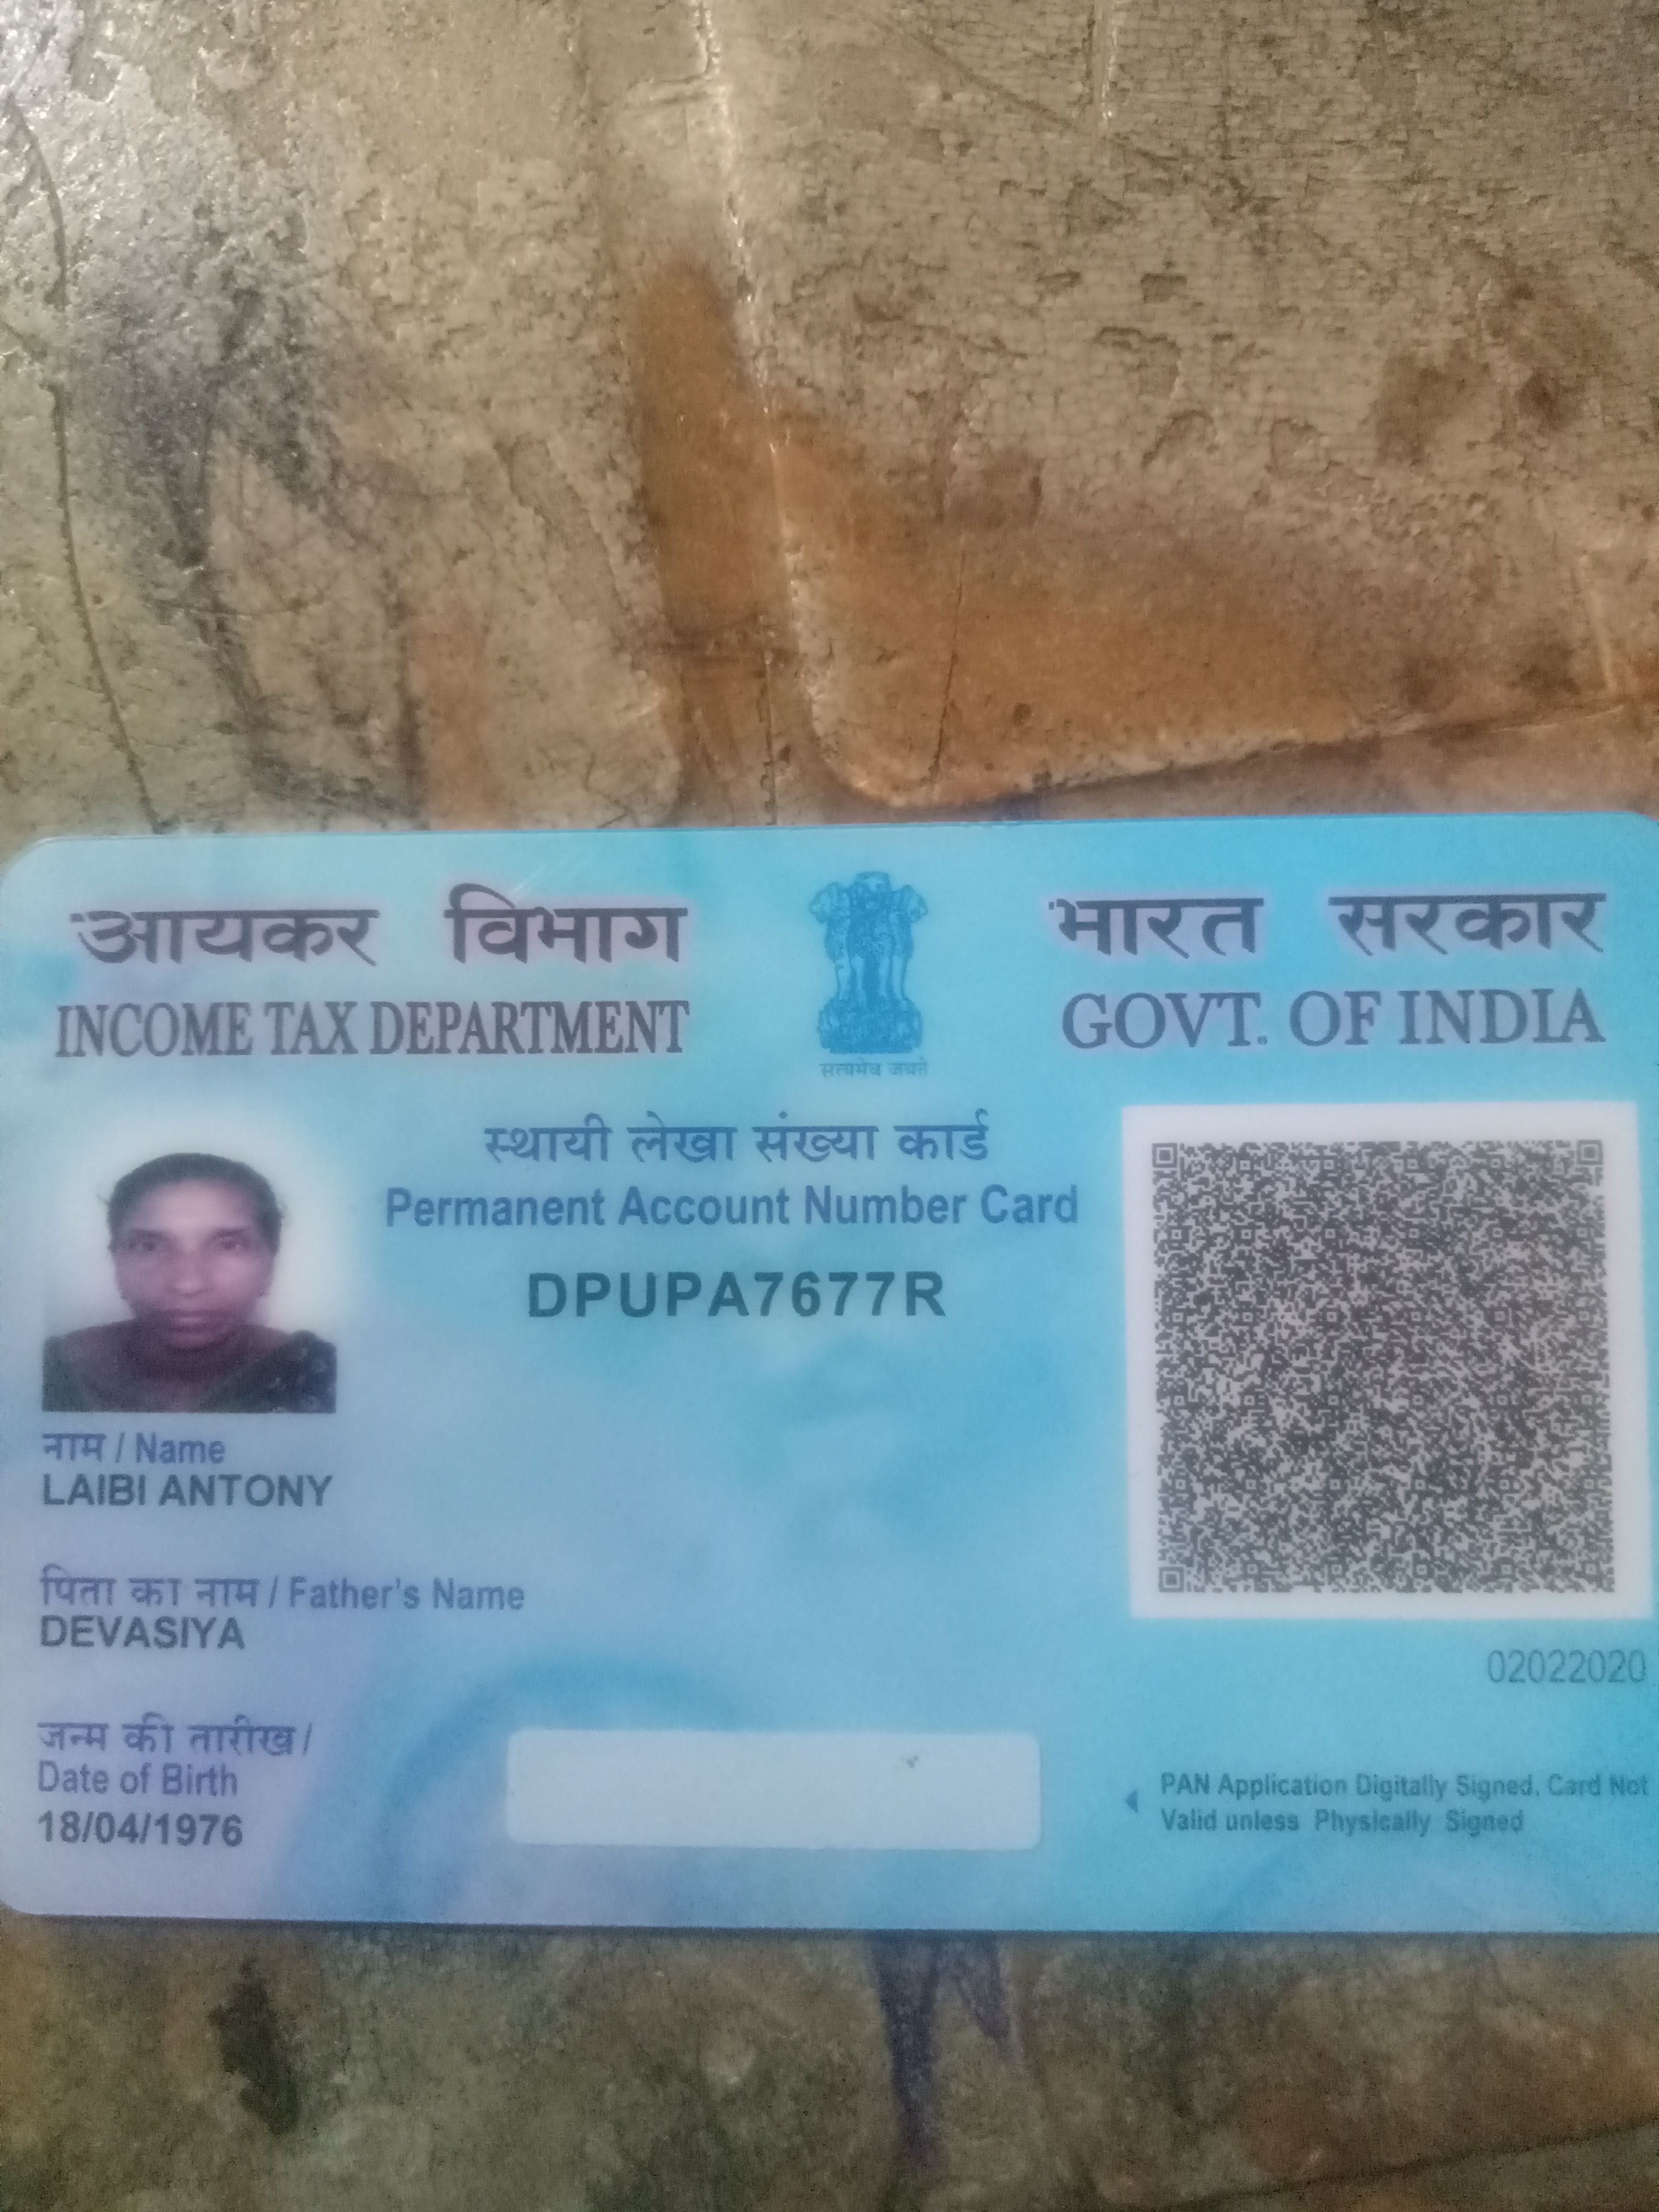 आयकर विभाग
INCOME TAX DEPARTMENT
सत्यमेव जयते
भारत सरकार
GOVT. OF INDIA
स्थायी लेखा संख्या कार्ड
Permanent Account Number Card
DPUPA7677R
नाम / Name
LAIBI ANTONY
पिता का नाम / Father's Name
DEVASIYA
02022020
जन्म की तारीख /
Date of Birth
18/04/1976
PAN Application Digitally Signed, Card Not
Valid unless Physically Signed